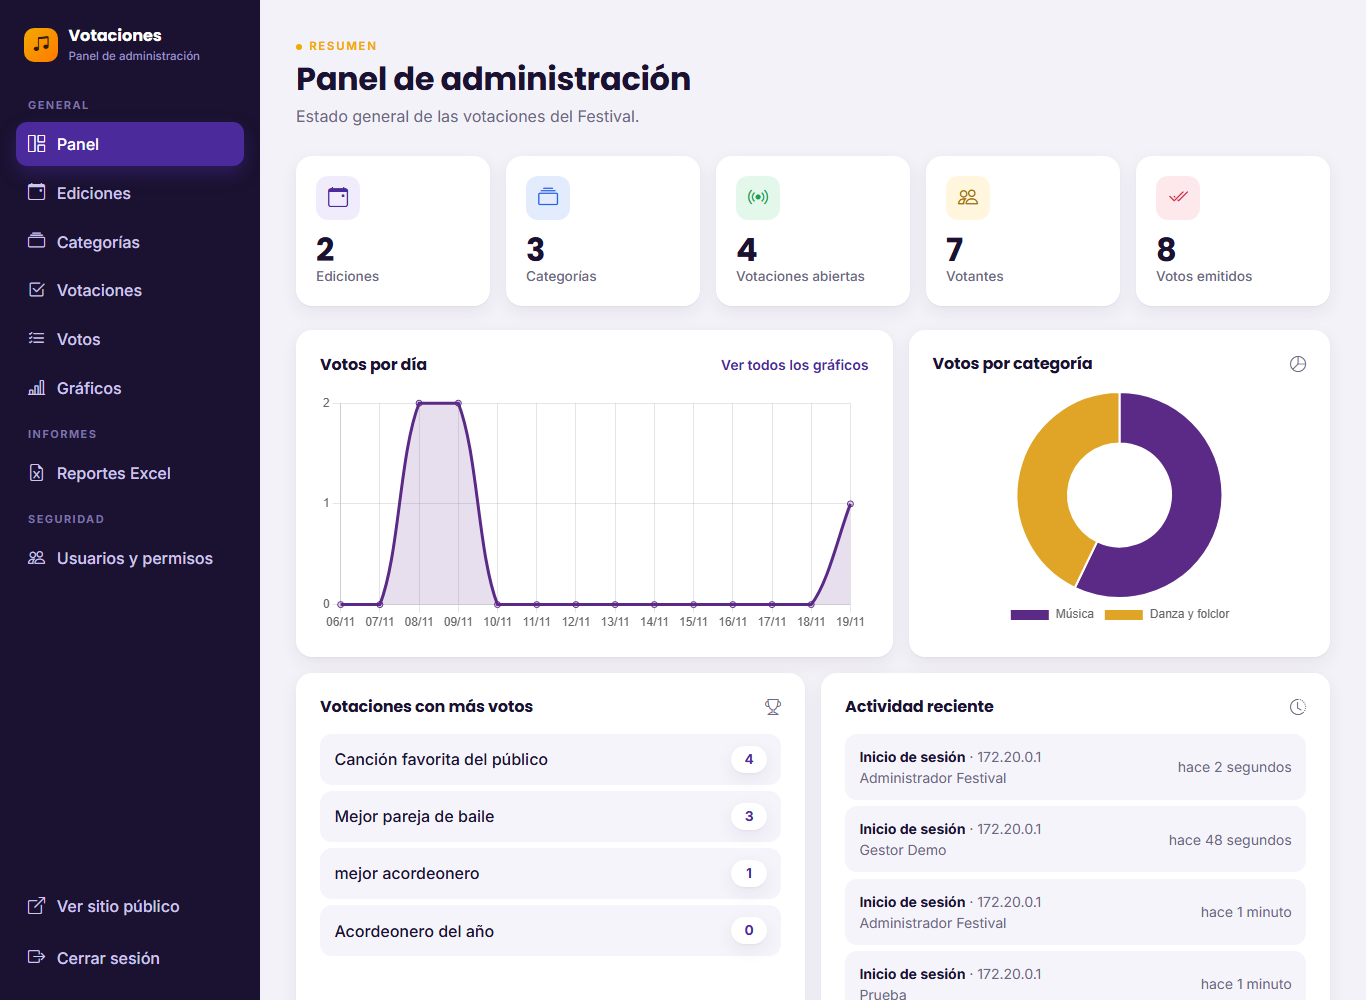 Votaciones
Panel de administración
GENERAL
Panel
Ediciones
Categorías
Votaciones
Votos
Gráficos
INFORMES
Reportes Excel
SEGURIDAD
Usuarios y permisos
Ver sitio público
Cerrar sesión
RESUMEN
Panel de administración
Estado general de las votaciones del Festival.
2
Ediciones
3
Categorías
4
Votaciones abiertas
7
Votantes
8
Votos emitidos
Votos por día
Ver todos los gráficos
2
1
0
06/11 07/11 08/11 09/11 10/11 11/11 12/11 13/11 14/11 15/11 16/11 17/11 18/11 19/11
Votos por categoría
Música Danza y folclor
Votaciones con más votos
Canción favorita del público 4
Mejor pareja de baile 3
mejor acordeonero 1
Acordeonero del año 0
Actividad reciente
Inicio de sesión · 172.20.0.1
Administrador Festival
hace 2 segundos
Inicio de sesión · 172.20.0.1
Gestor Demo
hace 48 segundos
Inicio de sesión · 172.20.0.1
Administrador Festival
hace 1 minuto
Inicio de sesión · 172.20.0.1
Prueba
hace 1 minuto